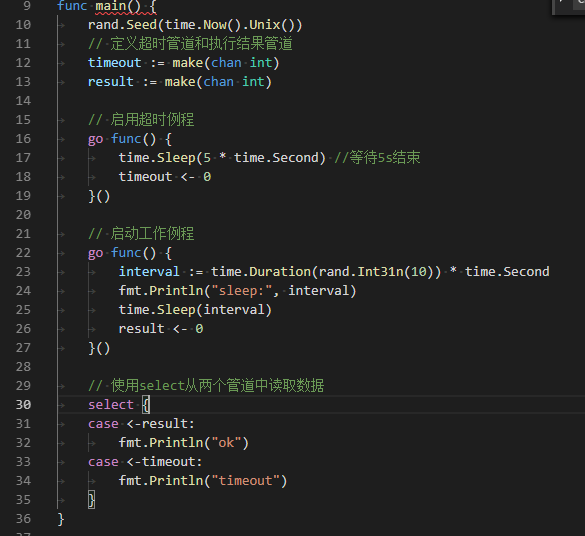 9 func main() {
10 rand.Seed(time.Now().Unix())
11 // 定义超时管道和执行结果管道
12 timeout := make(chan int)
13 result := make(chan int)
14
15 // 启用超时例程
16 go func() {
17 time.Sleep(5 * time.Second) //等待5s结束
18 timeout <- 0
19 }()
20
21 // 启动工作例程
22 go func() {
23 interval := time.Duration(rand.Int31n(10)) * time.Second
24 fmt.Println("sleep:", interval)
25 time.Sleep(interval)
26 result <- 0
27 }()
28
29 // 使用select从两个管道中读取数据
30 select {
31 case <-result:
32 fmt.Println("ok")
33 case <-timeout:
34 fmt.Println("timeout")
35 }
36 }